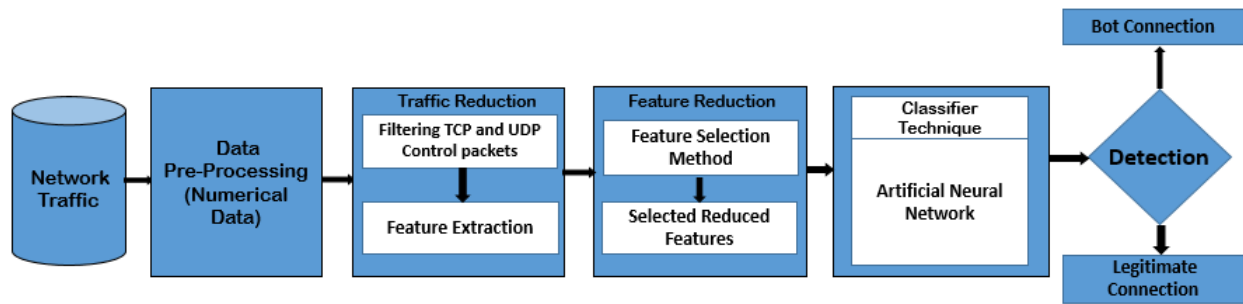 Network
Traffic
Data
Pre-Processing
(Numerical
Data)
Traffic Reduction
Filtering TCP and UDP
Control packets
Feature Extraction
Feature Reduction
Feature Selection
Method
Selected Reduced
Features
Classifier
Technique
Artificial Neural
Network
Detection
Bot Connection
Legitimate
Connection